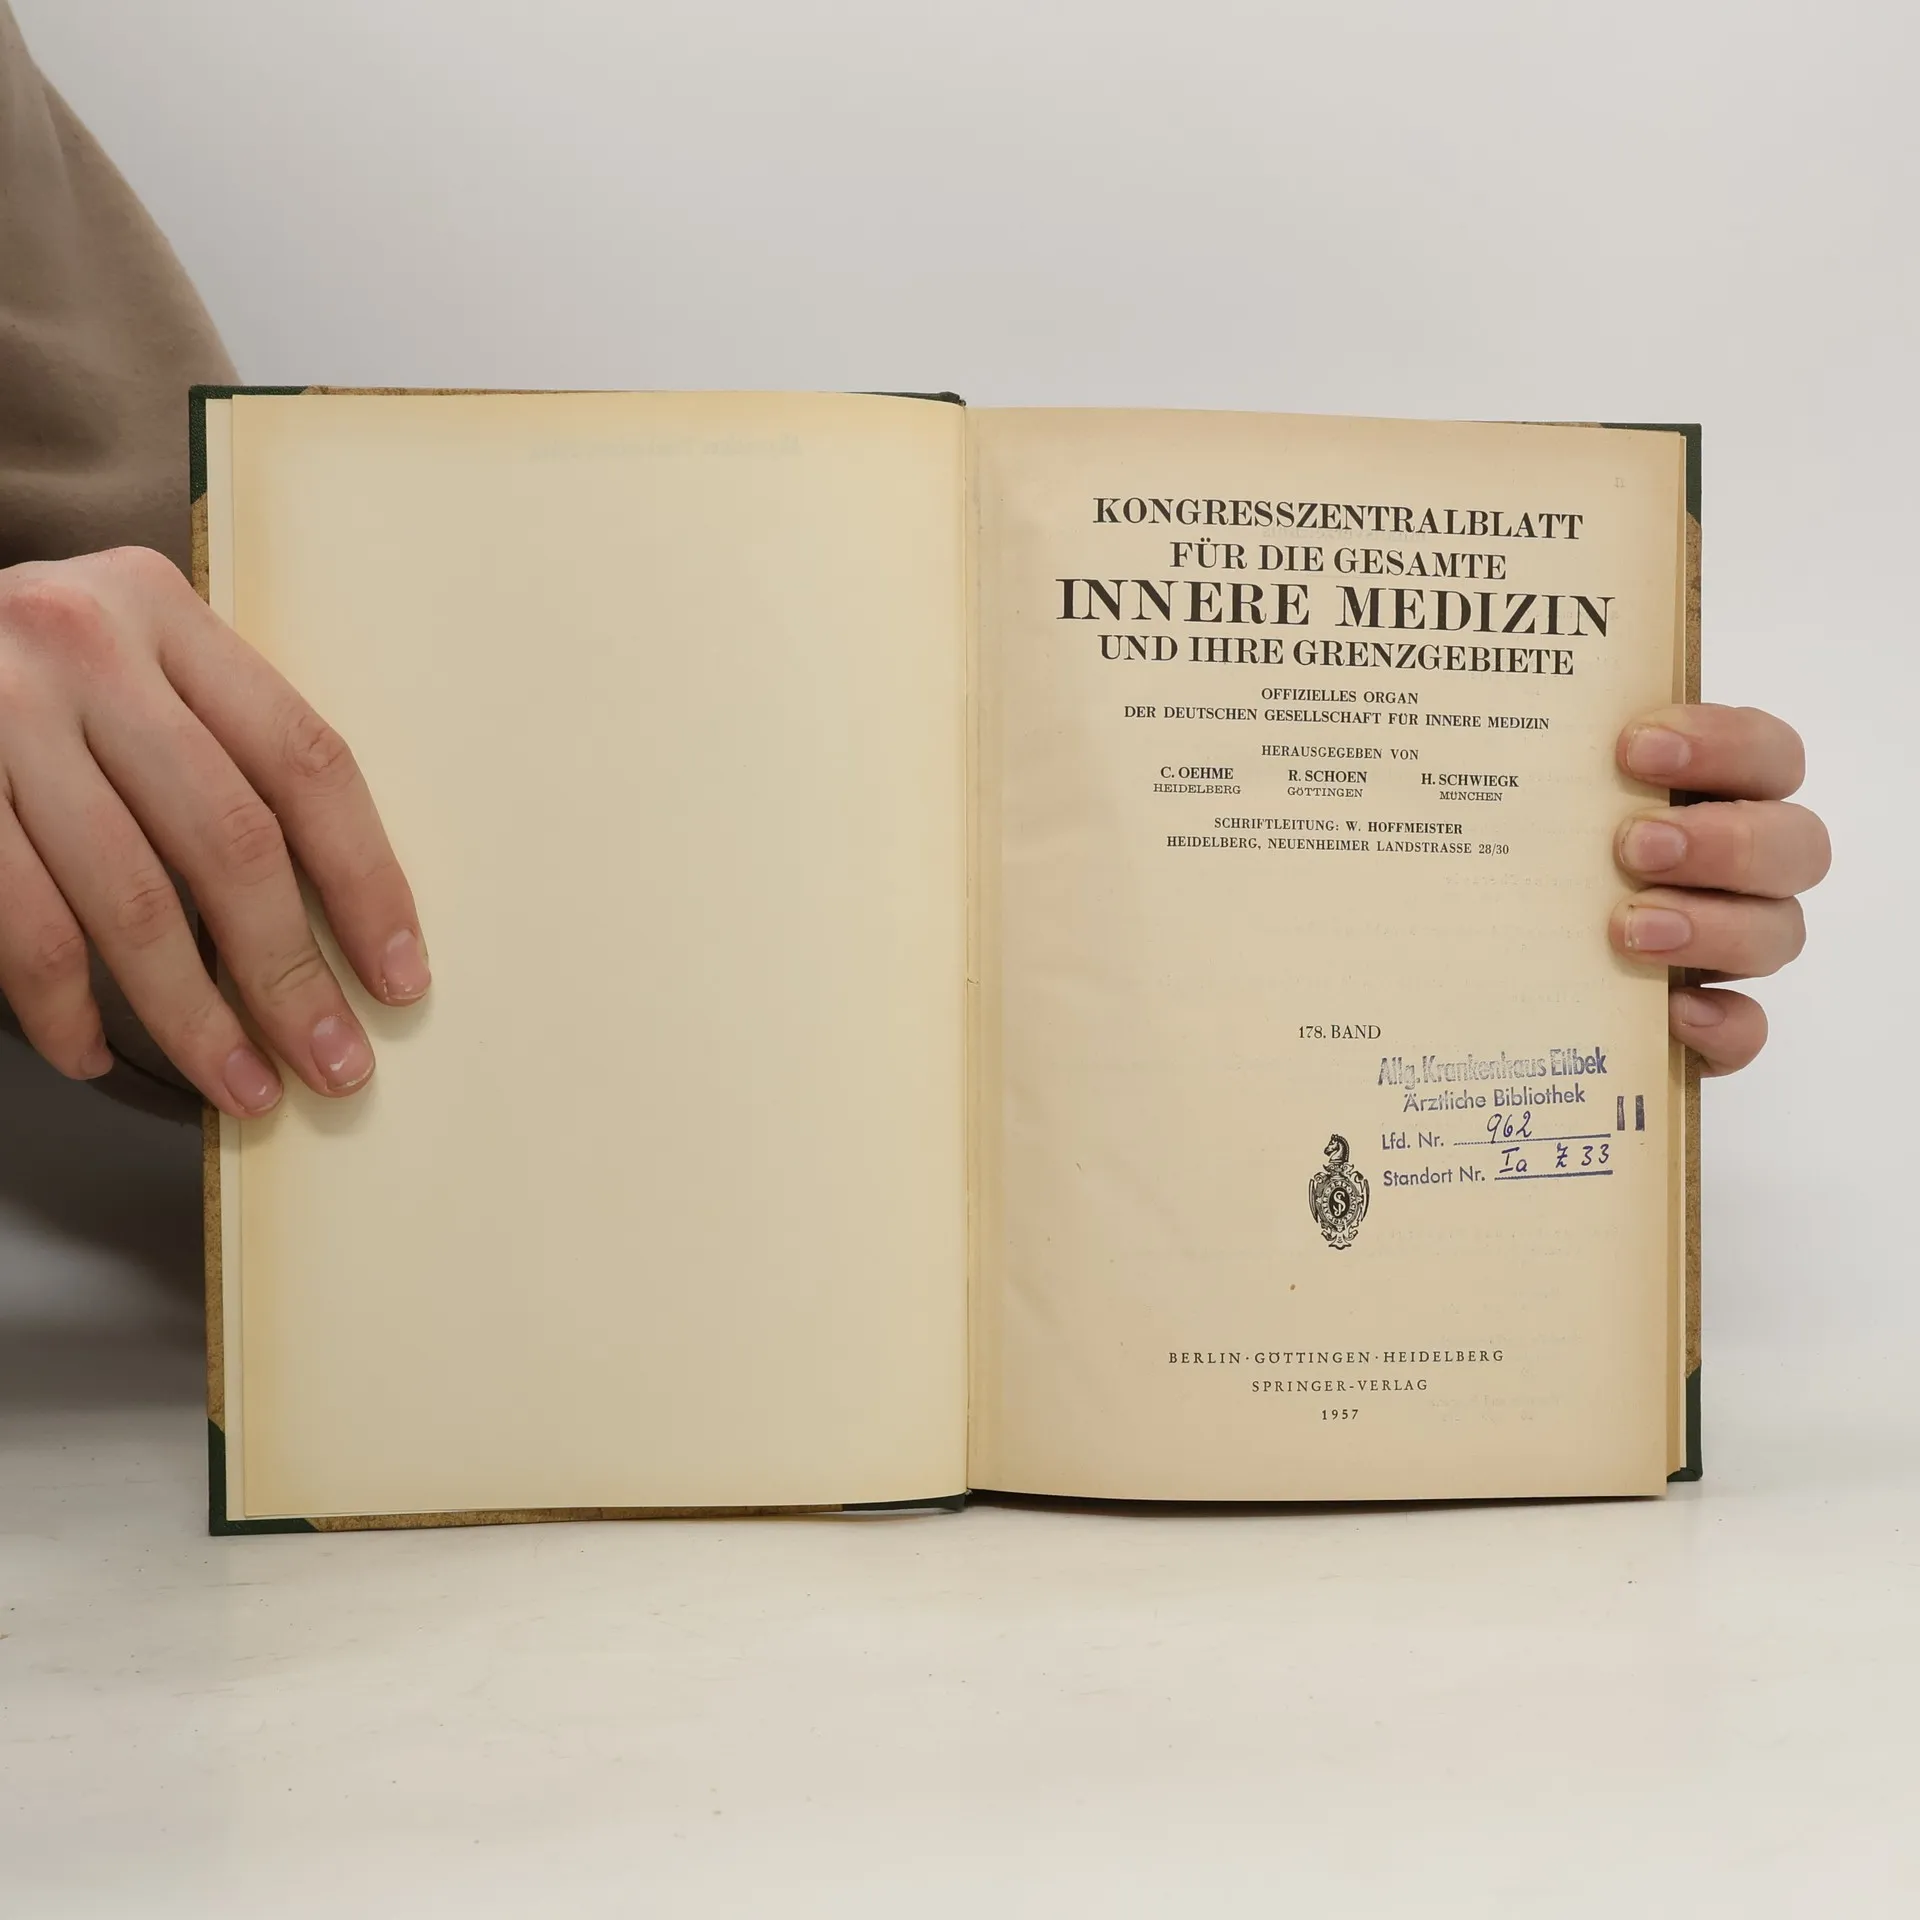 KONGRESSZENTRALBLATT
FÜR DIE GESAMTE
INNERE MEDIZIN
UND IHRE GRENZGEBIETE
OFFIZIELLES ORGAN
DER DEUTSCHEN GESELLSCHAFT FÜR INNERE MEDIZIN
HERAUSGEGEBEN VON
C. OEHME R. SCHOEN H. SCHWIEGK
HEIDELBERG GÖTTINGEN MÜNCHEN
SCHRIFTLEITUNG: W. HOFFMEISTER
HEIDELBERG, NEUENHEIMER LANDSTRASSE 28/30
178. BAND
Allg. Krankenhaus Eilbek
Ärztliche Bibliothek
Lfd. Nr. 962
Standort Nr. Ia Z 33
BERLIN · GÖTTINGEN · HEIDELBERG
SPRINGER-VERLAG
1957